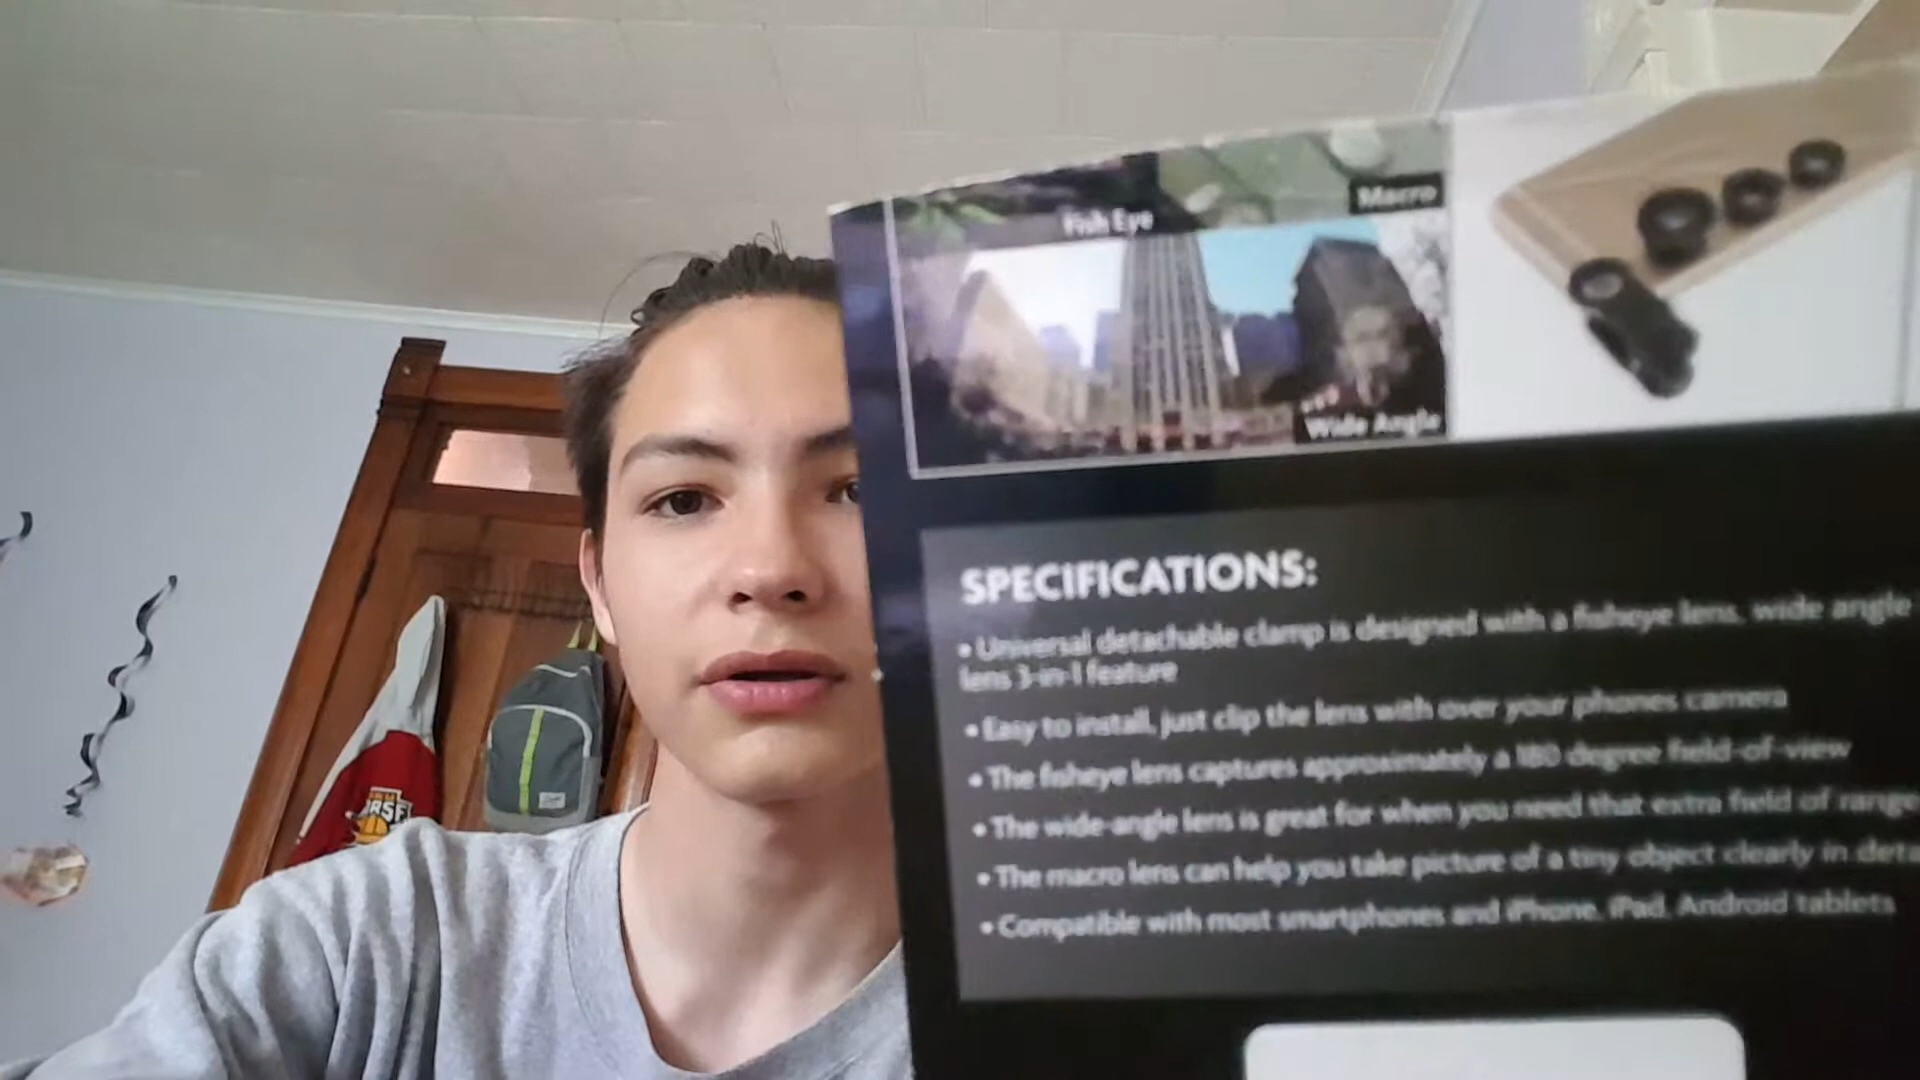 Macro
Fish Eye
Wide Angle
SPECIFICATIONS:
• Universal detachable clamp is designed with a fisheye lens, wide angle
lens 3-in-1 feature
• Easy to install, just clip the lens with over your phones camera
• The fisheye lens captures approximately a 180 degree field-of-view
• The wide-angle lens is great for when you need that extra field of range
• The macro lens can help you take picture of a tiny object clearly in deta
• Compatible with most smartphones and iPhone, iPad, Android tablets